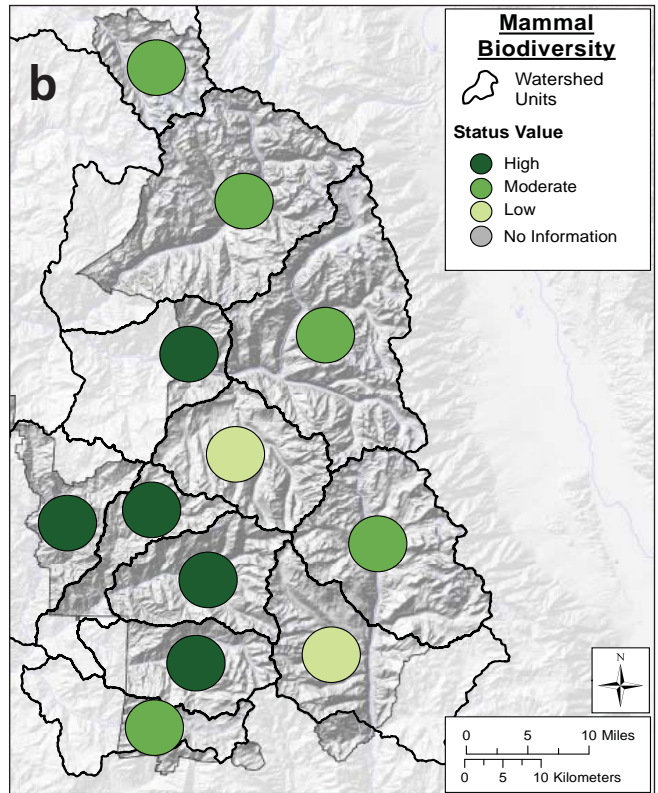 b
Mammal
Biodiversity
Watershed
Units
Status Value
High
Moderate
Low
No Information
N
0 5 10 Miles
0 5 10 Kilometers